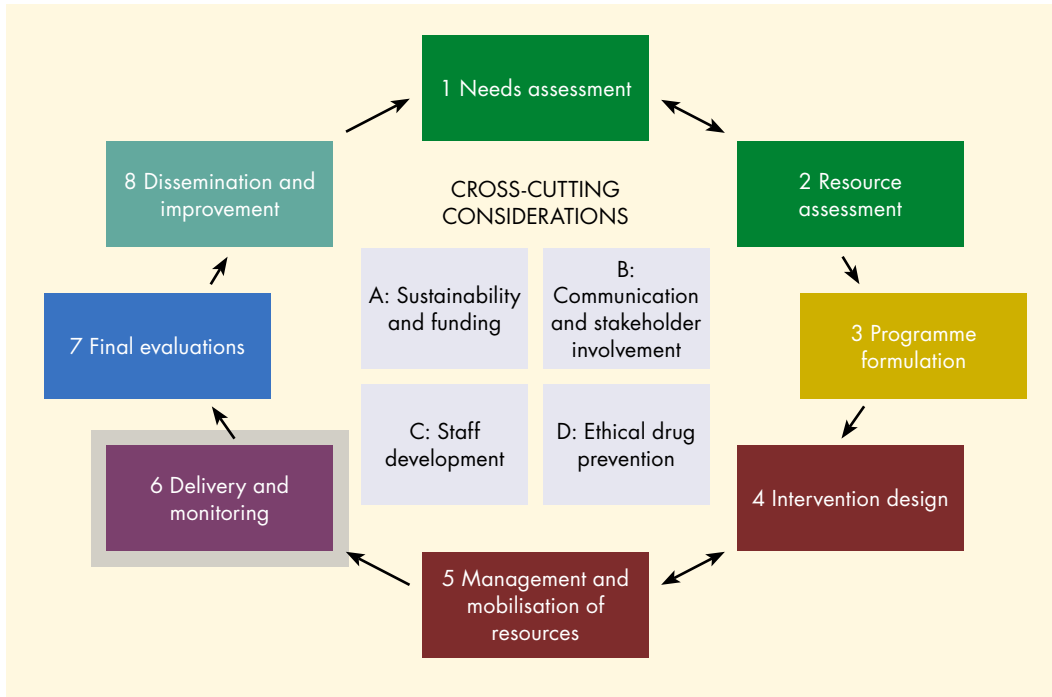 1 Needs assessment
2 Resource
assessment
3 Programme
formulation
4 Intervention design
5 Management and
mobilisation of
resources
6 Delivery and
monitoring
7 Final evaluations
8 Dissemination and
improvement
CROSS-CUTTING
CONSIDERATIONS
A: Sustainability
and funding
B:
Communication
and stakeholder
involvement
C: Staff
development
D: Ethical drug
prevention